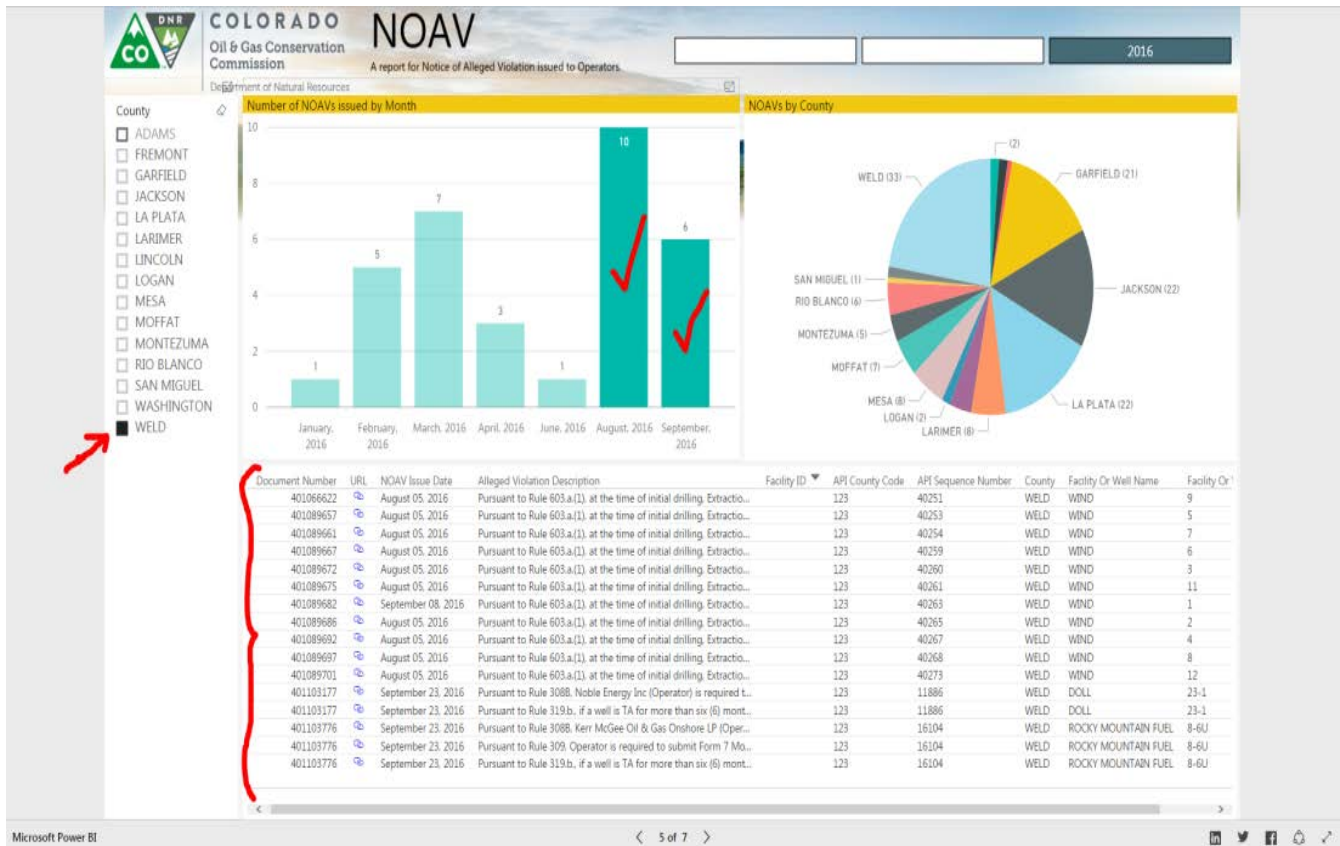 DNR
CO
COLORADO
Oil & Gas Conservation
Commission
Department of Natural Resources
NOAV
A report for Notice of Alleged Violation issued to Operators.
2016
County
ADAMS
FREMONT
GARFIELD
JACKSON
LA PLATA
LARIMER
LINCOLN
LOGAN
MESA
MOFFAT
MONTEZUMA
RIO BLANCO
SAN MIGUEL
WASHINGTON
WELD
Number of NOAVs issued by Month
10
8
6
4
2
0
1
5
7
3
1
10
6
January, 2016
February, 2016
March, 2016
April, 2016
June, 2016
August, 2016
September, 2016
NOAVs by County
(2)
GARFIELD (21)
JACKSON (22)
LA PLATA (22)
LARIMER (8)
LOGAN (2)
MESA (8)
MOFFAT (7)
MONTEZUMA (5)
RIO BLANCO (6)
SAN MIGUEL (1)
WELD (33)
Document Number URL NOAV Issue Date Alleged Violation Description Facility ID API County Code API Sequence Number County Facility Or Well Name Facility Or
401066622 August 05, 2016 Pursuant to Rule 603.a.(1). at the time of initial drilling, Extractio... 123 40251 WELD WIND 9
401089657 August 05, 2016 Pursuant to Rule 603.a.(1). at the time of initial drilling, Extractio... 123 40253 WELD WIND 5
401089661 August 05, 2016 Pursuant to Rule 603.a.(1). at the time of initial drilling, Extractio... 123 40254 WELD WIND 7
401089667 August 05, 2016 Pursuant to Rule 603.a.(1). at the time of initial drilling, Extractio... 123 40259 WELD WIND 6
401089672 August 05, 2016 Pursuant to Rule 603.a.(1). at the time of initial drilling, Extractio... 123 40260 WELD WIND 3
401089675 August 05, 2016 Pursuant to Rule 603.a.(1). at the time of initial drilling, Extractio... 123 40261 WELD WIND 11
401089682 September 08, 2016 Pursuant to Rule 603.a.(1). at the time of initial drilling, Extractio... 123 40263 WELD WIND 1
401089686 August 05, 2016 Pursuant to Rule 603.a.(1). at the time of initial drilling, Extractio... 123 40265 WELD WIND 2
401089692 August 05, 2016 Pursuant to Rule 603.a.(1). at the time of initial drilling, Extractio... 123 40267 WELD WIND 4
401089697 August 05, 2016 Pursuant to Rule 603.a.(1). at the time of initial drilling, Extractio... 123 40268 WELD WIND 8
401089701 August 05, 2016 Pursuant to Rule 603.a.(1). at the time of initial drilling, Extractio... 123 40273 WELD WIND 12
401103177 September 23, 2016 Pursuant to Rule 308B. Noble Energy Inc (Operator) is required t... 123 11886 WELD DOLL 23-1
401103177 September 23, 2016 Pursuant to Rule 319.b., if a well is TA for more than six (6) mont... 123 11886 WELD DOLL 23-1
401103776 September 23, 2016 Pursuant to Rule 308B. Kerr McGee Oil & Gas Onshore LP (Oper... 123 16104 WELD ROCKY MOUNTAIN FUEL 8-6U
401103776 September 23, 2016 Pursuant to Rule 309. Operator is required to submit Form 7 Mo... 123 16104 WELD ROCKY MOUNTAIN FUEL 8-6U
401103776 September 23, 2016 Pursuant to Rule 319.b., if a well is TA for more than six (6) mont... 123 16104 WELD ROCKY MOUNTAIN FUEL 8-6U
Microsoft Power BI
5 of 7